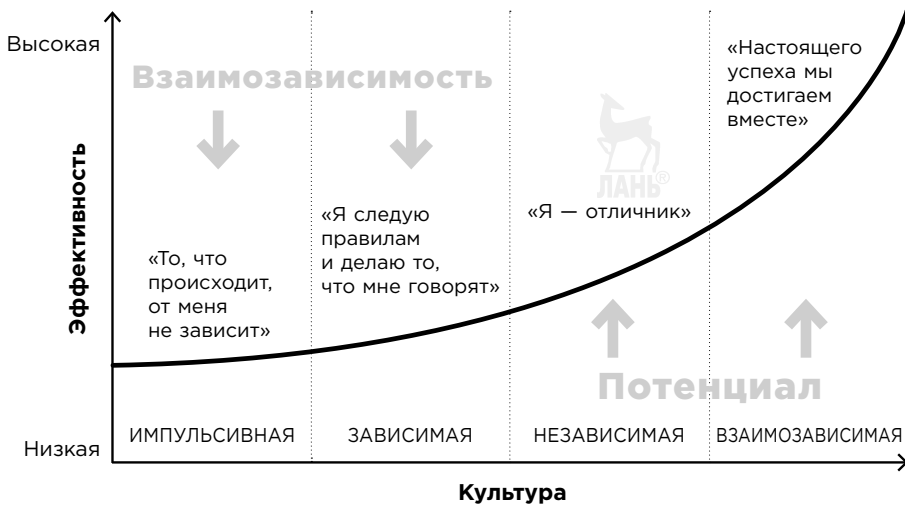 Высокая
Взаимозависимость
«Настоящего
успеха мы
достигаем
вместе»
ЛАНЬ®
Эффективность
«То, что
происходит,
от меня
не зависит»
«Я следую
правилам
и делаю то,
что мне говорят»
«Я — отличник»
Потенциал
Низкая
ИМПУЛЬСИВНАЯ
ЗАВИСИМАЯ
НЕЗАВИСИМАЯ
ВЗАИМОЗАВИСИМАЯ
Культура